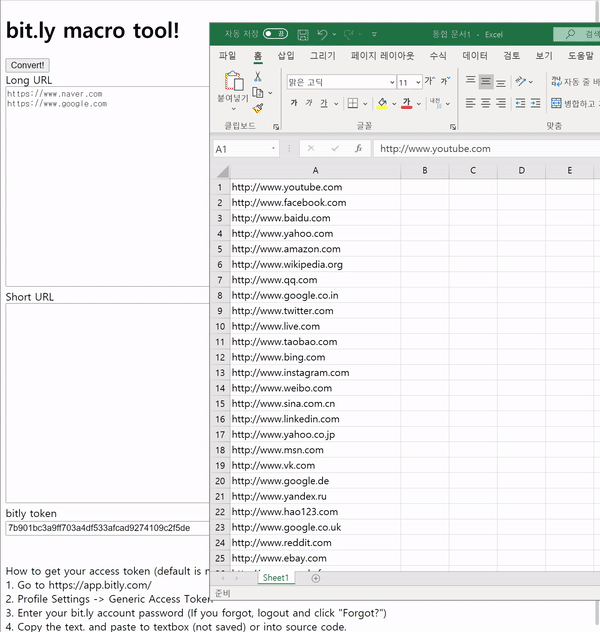 bit.ly macro tool!
Convert!
Long URL
https://www.naver.com
https://www.google.com
Short URL
bitly token
7b901bc3a9ff703a4df533afcad9274109c2f5de
How to get your access token (default is
1. Go to https://app.bitly.com/
2. Profile Settings -> Generic Access Token
3. Enter your bit.ly account password (If you forgot, logout and click "Forgot?")
4. Copy the text. and paste to textbox (not saved) or into source code.
자동 저장 통합 문서1 - Excel 검색
파일 홈 삽입 그리기 페이지 레이아웃 수식 데이터 검토 보기 도움말
붙여넣기 맑은 고딕 11 가^ 가ˇ 자동 줄 바
가 가 가 가 내천 병합하고
클립보드 글꼴 맞춤
A1 fx http://www.youtube.com
A B C D E
1 http://www.youtube.com
2 http://www.facebook.com
3 http://www.baidu.com
4 http://www.yahoo.com
5 http://www.amazon.com
6 http://www.wikipedia.org
7 http://www.qq.com
8 http://www.google.co.in
9 http://www.twitter.com
10 http://www.live.com
11 http://www.taobao.com
12 http://www.bing.com
13 http://www.instagram.com
14 http://www.weibo.com
15 http://www.sina.com.cn
16 http://www.linkedin.com
17 http://www.yahoo.co.jp
18 http://www.msn.com
19 http://www.vk.com
20 http://www.google.de
21 http://www.yandex.ru
22 http://www.hao123.com
23 http://www.google.co.uk
24 http://www.reddit.com
25 http://www.ebay.com
Sheet1
준비